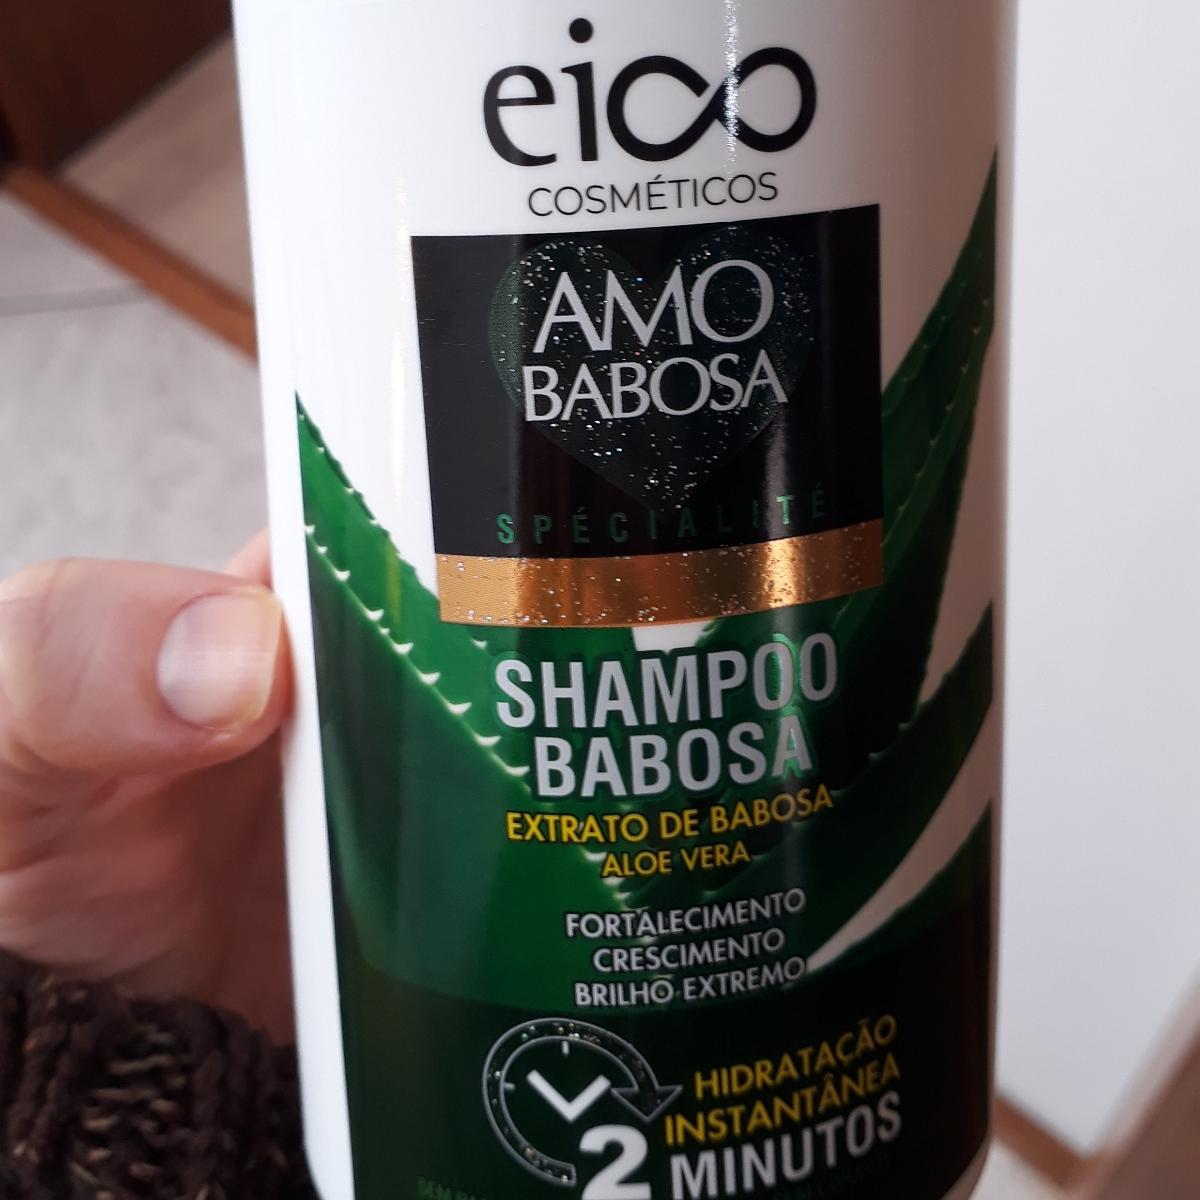 eico
COSMÉTICOS
AMO
BABOSA
SPÉCIALITÉ
SHAMPOO
BABOSA
EXTRATO DE BABOSA
ALOE VERA
FORTALECIMENTO
CRESCIMENTO
BRILHO EXTREMO
HIDRATAÇÃO
INSTANTÂNEA
2 MINUTOS